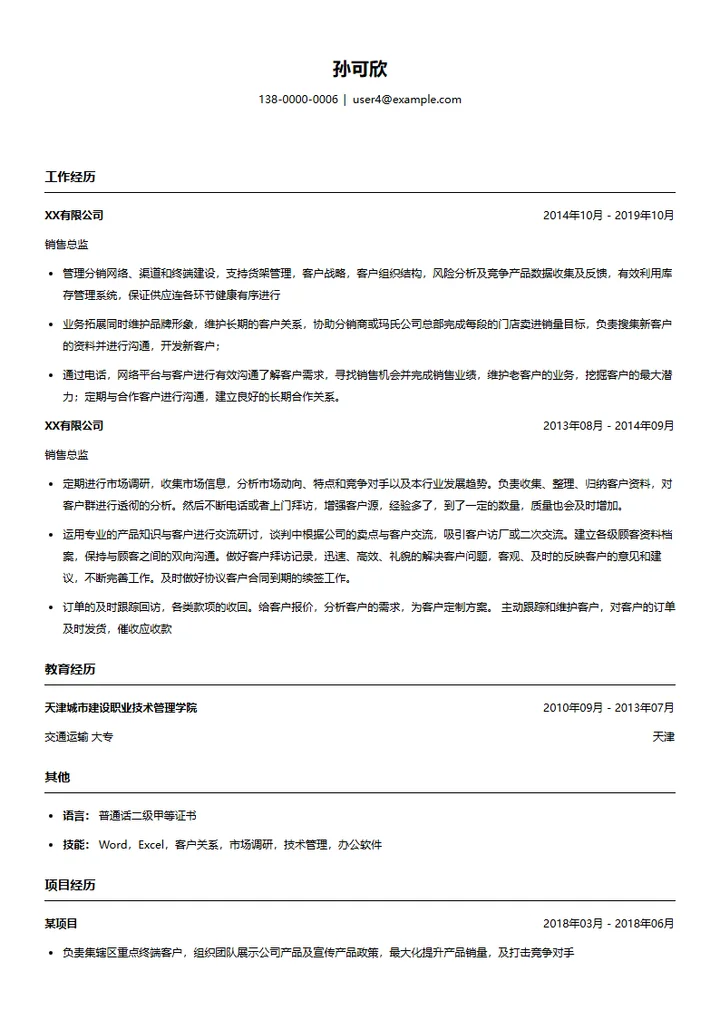 孙可欣
138-0000-0006 | user4@example.com
工作经历
XX有限公司 2014年10月 - 2019年10月
销售总监
• 管理分销网络、渠道和终端建设，支持货架管理，客户战略，客户组织结构，风险分析及竞争产品数据收集及反馈，有效利用库
存管理系统，保证供应连各环节健康有序进行
• 业务拓展同时维护品牌形象，维护长期的客户关系，协助分销商或玛氏公司总部完成每段的门店卖进销量目标，负责搜集新客户
的资料并进行沟通，开发新客户；
• 通过电话，网络平台与客户进行有效沟通了解客户需求，寻找销售机会并完成销售业绩，维护老客户的业务，挖掘客户的最大潜
力；定期与合作客户进行沟通，建立良好的长期合作关系。
XX有限公司 2013年08月 - 2014年09月
销售总监
• 定期进行市场调研，收集市场信息，分析市场动向、特点和竞争对手以及本行业发展趋势。负责收集、整理、归纳客户资料，对
客户群进行透彻的分析。然后不断电话或者上门拜访，增强客户源，经验多了，到了一定的数量，质量也会及时增加。
• 运用专业的产品知识与客户进行交流研讨，谈判中根据公司的卖点与客户交流，吸引客户访厂或二次交流。建立各级顾客资料档
案，保持与顾客之间的双向沟通。做好客户拜访记录，迅速、高效、礼貌的解决客户问题，客观、及时的反映客户的意见和建
议，不断完善工作。及时做好协议客户合同到期的续签工作。
• 订单的及时跟踪回访，各类款项的收回。给客户报价，分析客户的需求，为客户定制方案。 主动跟踪和维护客户，对客户的订单
及时发货，催收应收款
教育经历
天津城市建设职业技术管理学院 2010年09月 - 2013年07月
交通运输 大专 天津
其他
• 语言： 普通话二级甲等证书
• 技能： Word，Excel，客户关系，市场调研，技术管理，办公软件
项目经历
某项目 2018年03月 - 2018年06月
• 负责集辖区重点终端客户，组织团队展示公司产品及宣传产品政策，最大化提升产品销量，及打击竞争对手